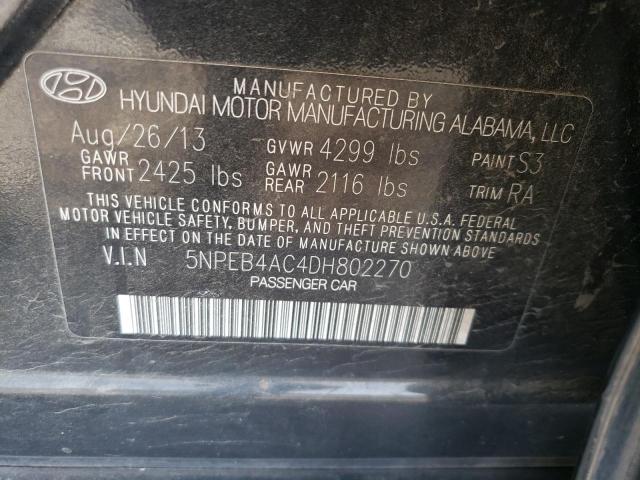 MANUFACTURED BY
HYUNDAI MOTOR MANUFACTURING ALABAMA, LLC
Aug/26/13 GVWR 4299 lbs PAINT S3
GAWR FRONT 2425 lbs GAWR REAR 2116 lbs TRIM RA
THIS VEHICLE CONFORMS TO ALL APPLICABLE U.S.A. FEDERAL
MOTOR VEHICLE SAFETY, BUMPER, AND THEFT PREVENTION STANDARDS
IN EFFECT ON THE DATE OF MANUFACTURE SHOWN ABOVE
V.I.N 5NPEB4AC4DH802270
PASSENGER CAR